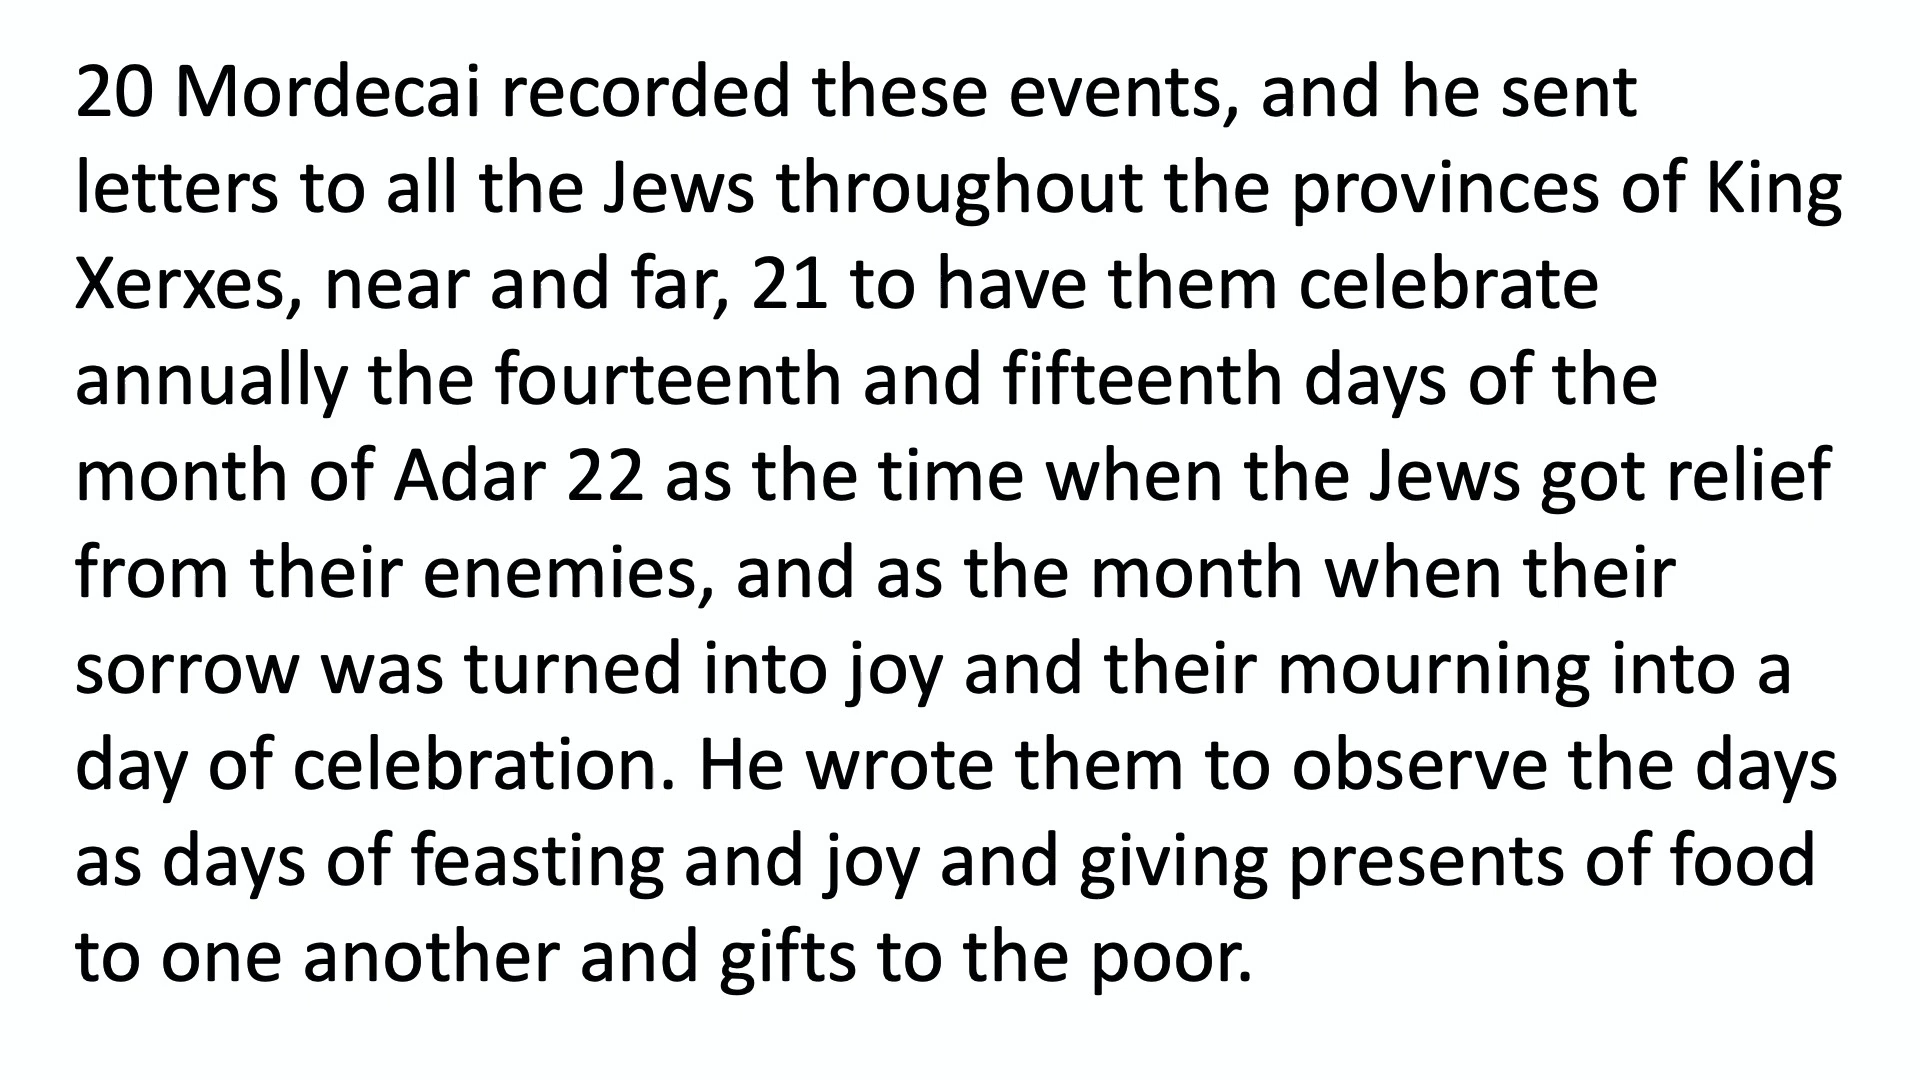 20 Mordecai recorded these events, and he sent
letters to all the Jews throughout the provinces of King
Xerxes, near and far, 21 to have them celebrate
annually the fourteenth and fifteenth days of the
month of Adar 22 as the time when the Jews got relief
from their enemies, and as the month when their
sorrow was turned into joy and their mourning into a
day of celebration. He wrote them to observe the days
as days of feasting and joy and giving presents of food
to one another and gifts to the poor.